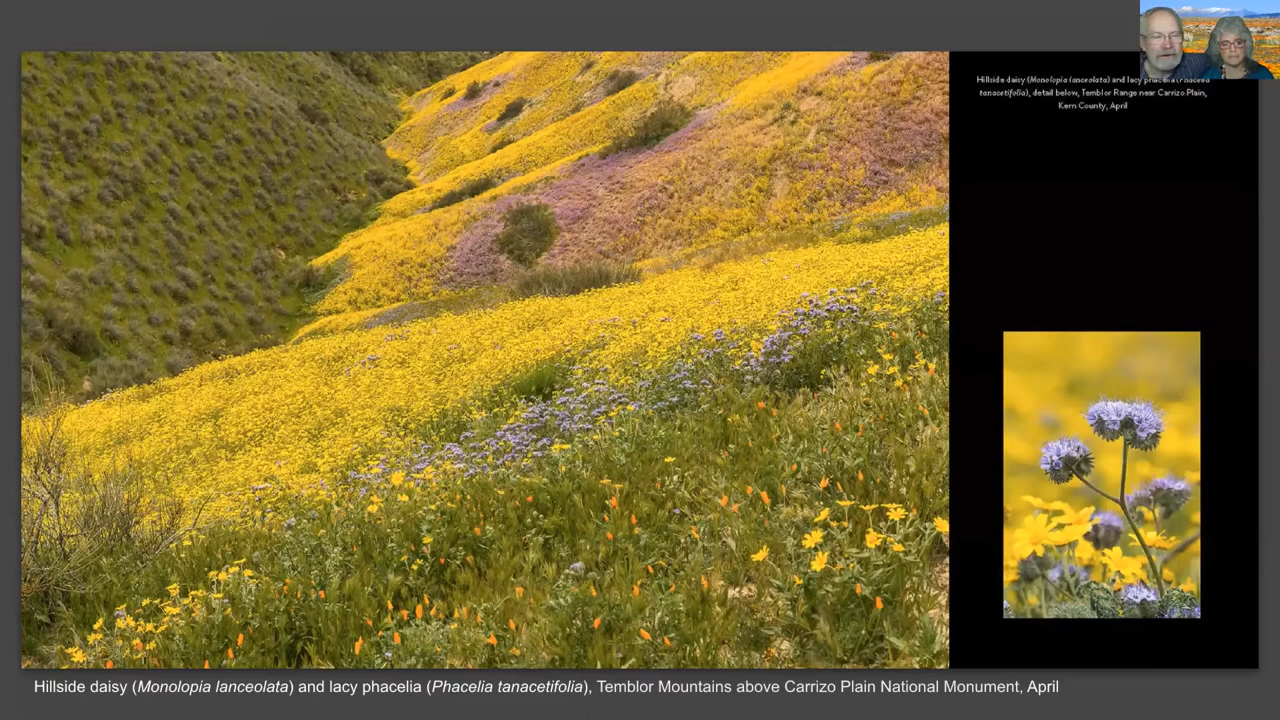 Hillside daisy (Monolopia lanceolata) and lacy phacelia (Phacelia
tanacetifolia), detail below, Temblor Range near Carrizo Plain,
Kern County, April
Hillside daisy (Monolopia lanceolata) and lacy phacelia (Phacelia tanacetifolia), Temblor Mountains above Carrizo Plain National Monument, April